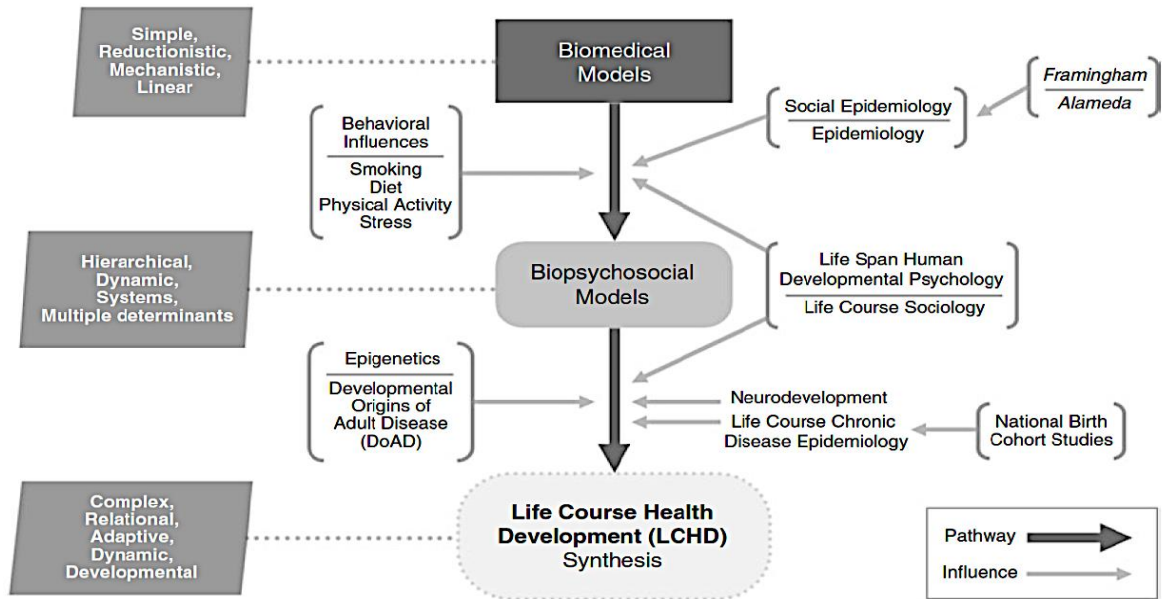 Simple,
Reductionistic,
Mechanistic,
Linear
Biomedical
Models
Framingham
Alameda
Social Epidemiology
Epidemiology
Behavioral
Influences
Smoking
Diet
Physical Activity
Stress
Hierarchical,
Dynamic,
Systems,
Multiple determinants
Biopsychosocial
Models
Life Span Human
Developmental Psychology
Life Course Sociology
Epigenetics
Developmental
Origins of
Adult Disease
(DoAD)
Neurodevelopment
Life Course Chronic
Disease Epidemiology
National Birth
Cohort Studies
Complex,
Relational,
Adaptive,
Dynamic,
Developmental
Life Course Health
Development (LCHD)
Synthesis
Pathway
Influence